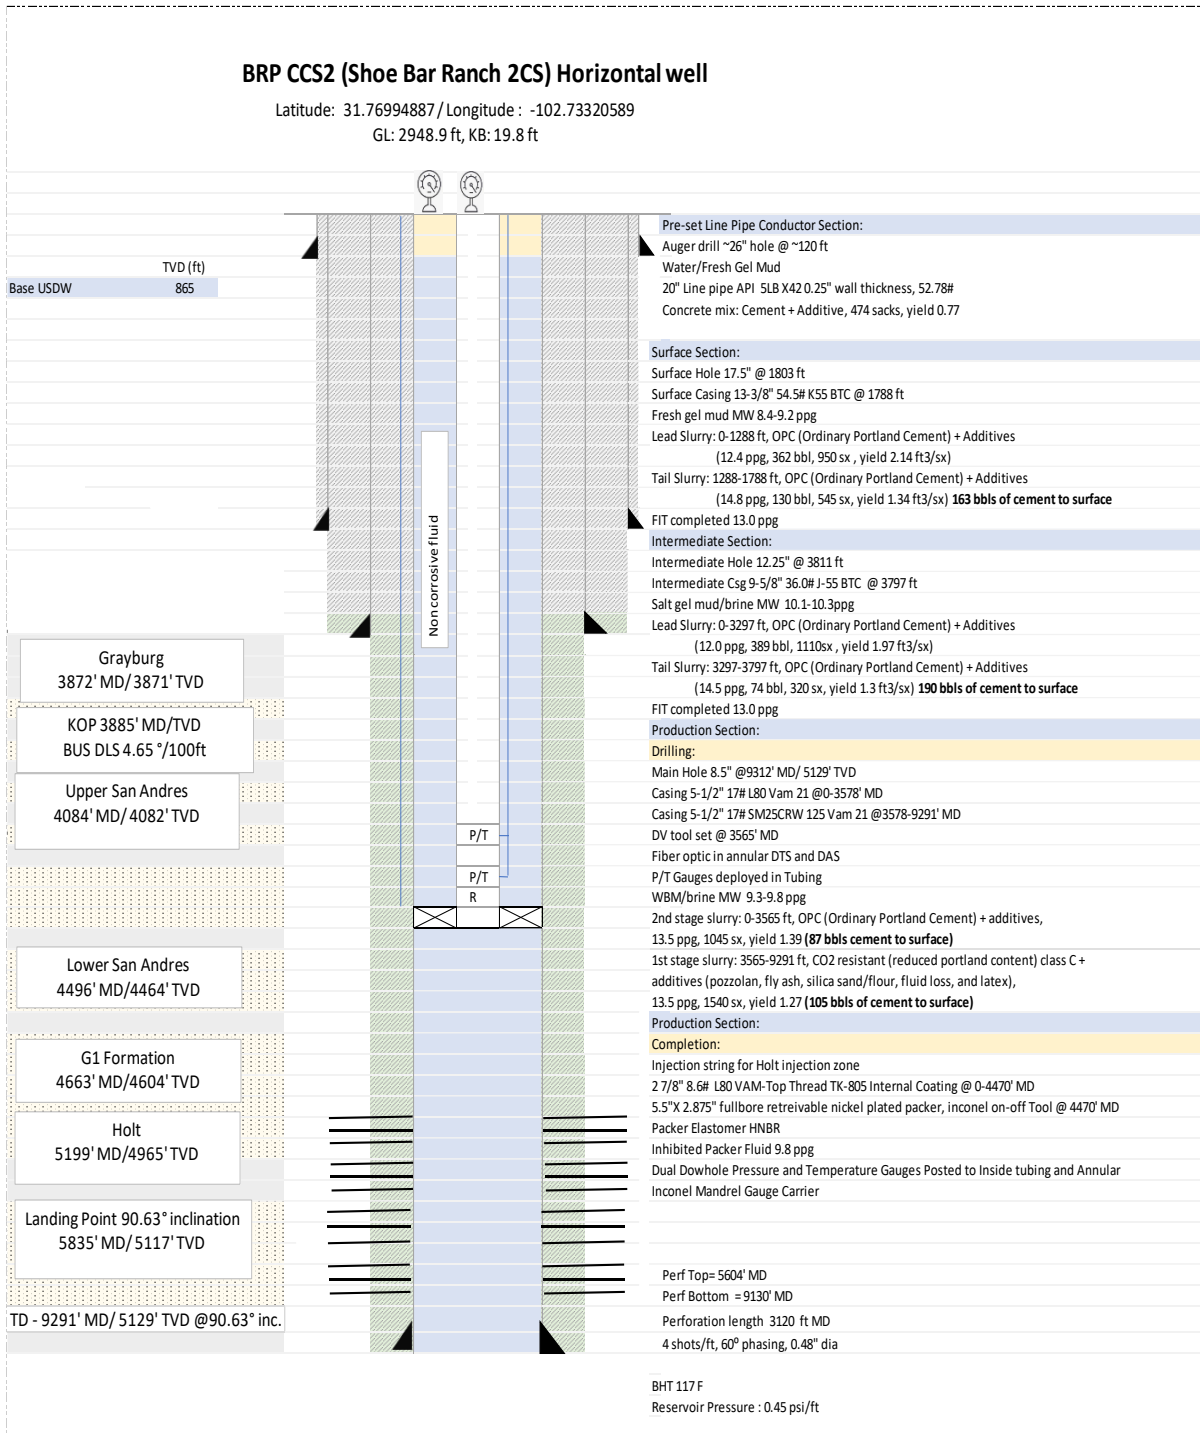 BRP CCS2 (Shoe Bar Ranch 2CS) Horizontal well
Latitude: 31.76994887 / Longitude : -102.73320589
GL: 2948.9 ft, KB: 19.8 ft
TVD (ft)
Base USDW 865
Noncorrosive fluid
P/T
P/T
R
Grayburg
3872' MD/ 3871' TVD
KOP 3885' MD/TVD
BUS DLS 4.65 °/100ft
Upper San Andres
4084' MD/ 4082' TVD
Lower San Andres
4496' MD/4464' TVD
G1 Formation
4663' MD/4604' TVD
Holt
5199' MD/4965' TVD
Landing Point 90.63° inclination
5835' MD/ 5117' TVD
TD - 9291' MD/ 5129' TVD @90.63° inc.
Pre-set Line Pipe Conductor Section:
Auger drill ~26" hole @ ~120 ft
Water/Fresh Gel Mud
20" Line pipe API 5LB X42 0.25" wall thickness, 52.78#
Concrete mix: Cement + Additive, 474 sacks, yield 0.77
Surface Section:
Surface Hole 17.5" @ 1803 ft
Surface Casing 13-3/8" 54.5# K55 BTC @ 1788 ft
Fresh gel mud MW 8.4-9.2 ppg
Lead Slurry: 0-1288 ft, OPC (Ordinary Portland Cement) + Additives
(12.4 ppg, 362 bbl, 950 sx , yield 2.14 ft3/sx)
Tail Slurry: 1288-1788 ft, OPC (Ordinary Portland Cement) + Additives
(14.8 ppg, 130 bbl, 545 sx, yield 1.34 ft3/sx) 163 bbls of cement to surface
FIT completed 13.0 ppg
Intermediate Section:
Intermediate Hole 12.25" @ 3811 ft
Intermediate Csg 9-5/8" 36.0# J-55 BTC @ 3797 ft
Salt gel mud/brine MW 10.1-10.3ppg
Lead Slurry: 0-3297 ft, OPC (Ordinary Portland Cement) + Additives
(12.0 ppg, 389 bbl, 1110sx , yield 1.97 ft3/sx)
Tail Slurry: 3297-3797 ft, OPC (Ordinary Portland Cement) + Additives
(14.5 ppg, 74 bbl, 320 sx, yield 1.3 ft3/sx) 190 bbls of cement to surface
FIT completed 13.0 ppg
Production Section:
Drilling:
Main Hole 8.5" @9312' MD/ 5129' TVD
Casing 5-1/2" 17# L80 Vam 21 @0-3578' MD
Casing 5-1/2" 17# SM25CRW 125 Vam 21 @3578-9291' MD
DV tool set @ 3565' MD
Fiber optic in annular DTS and DAS
P/T Gauges deployed in Tubing
WBM/brine MW 9.3-9.8 ppg
2nd stage slurry: 0-3565 ft, OPC (Ordinary Portland Cement) + additives,
13.5 ppg, 1045 sx, yield 1.39 (87 bbls cement to surface)
1st stage slurry: 3565-9291 ft, CO2 resistant (reduced portland content) class C +
additives (pozzolan, fly ash, silica sand/flour, fluid loss, and latex),
13.5 ppg, 1540 sx, yield 1.27 (105 bbls of cement to surface)
Production Section:
Completion:
Injection string for Holt injection zone
2 7/8" 8.6# L80 VAM-Top Thread TK-805 Internal Coating @ 0-4470' MD
5.5"X 2.875" fullbore retreivable nickel plated packer, inconel on-off Tool @ 4470' MD
Packer Elastomer HNBR
Inhibited Packer Fluid 9.8 ppg
Dual Dowhole Pressure and Temperature Gauges Posted to Inside tubing and Annular
Inconel Mandrel Gauge Carrier
Perf Top= 5604' MD
Perf Bottom = 9130' MD
Perforation length 3120 ft MD
4 shots/ft, 60° phasing, 0.48" dia
BHT 117 F
Reservoir Pressure : 0.45 psi/ft